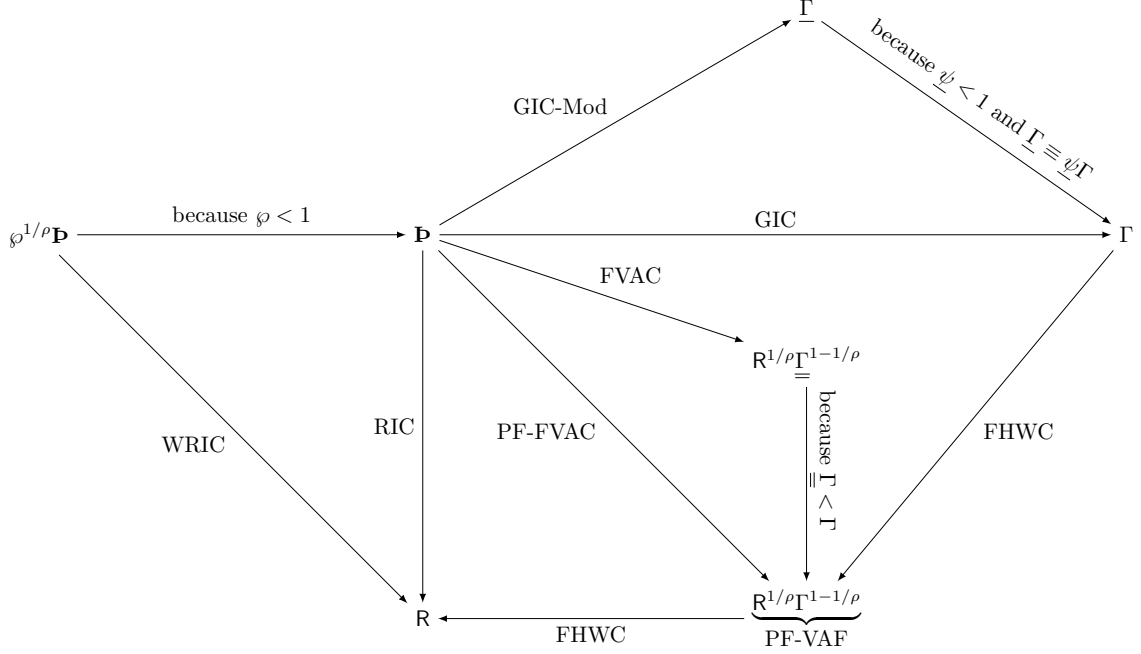 Γ̲
because ψ̲ < 1 and Γ̲ ≡ ψ̲Γ
GIC-Mod
because ℘ < 1
GIC
℘^{1/ρ}Þ
Þ
Γ
FVAC
R^{1/ρ}Γ̳^{1−1/ρ}
because Γ̳ < Γ
WRIC
RIC
PF-FVAC
FHWC
R^{1/ρ}Γ^{1−1/ρ}
R
FHWC
PF-VAF